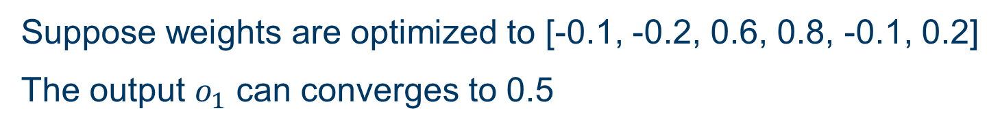 Suppose weights are optimized to [-0.1, -0.2, 0.6, 0.8, -0.1, 0.2]
The output 𝑜₁ can converges to 0.5